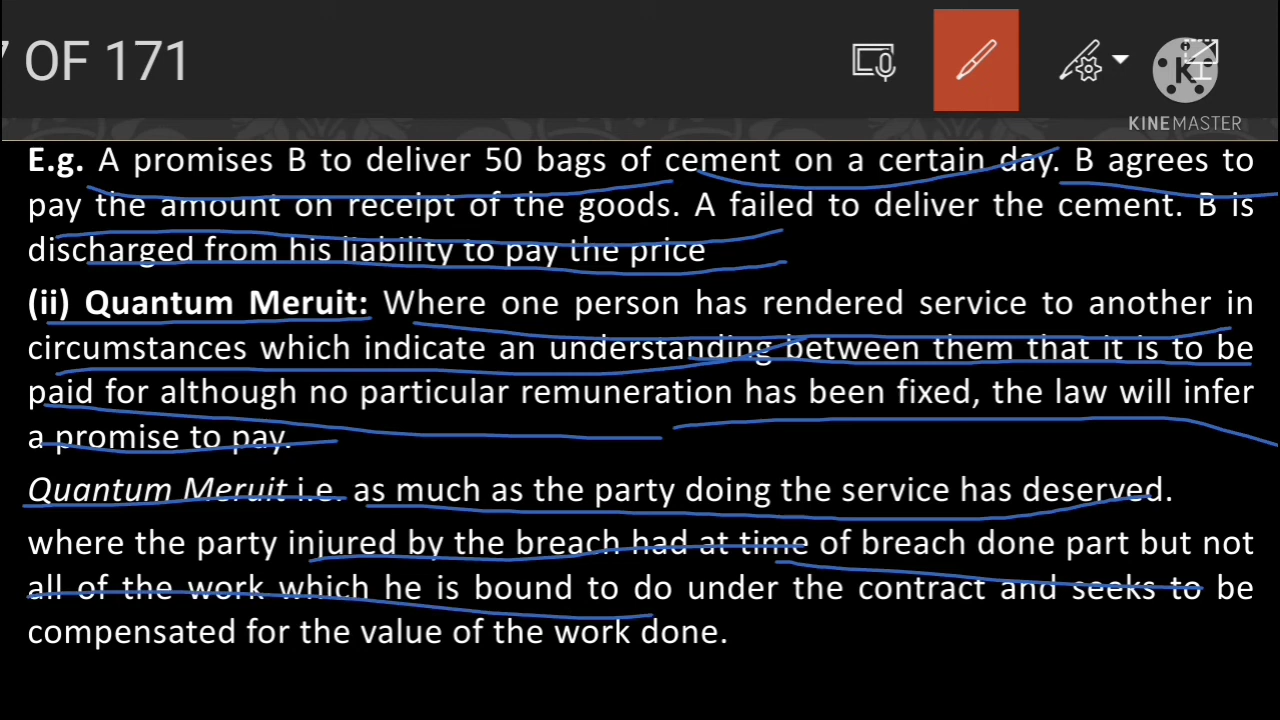 7 OF 171
KINEMASTER
E.g. A promises B to deliver 50 bags of cement on a certain day. B agrees to
pay the amount on receipt of the goods. A failed to deliver the cement. B is
discharged from his liability to pay the price
(ii) Quantum Meruit: Where one person has rendered service to another in
circumstances which indicate an understanding between them that it is to be
paid for although no particular remuneration has been fixed, the law will infer
a promise to pay.
Quantum Meruit i.e. as much as the party doing the service has deserved.
where the party injured by the breach had at time of breach done part but not
all of the work which he is bound to do under the contract and seeks to be
compensated for the value of the work done.